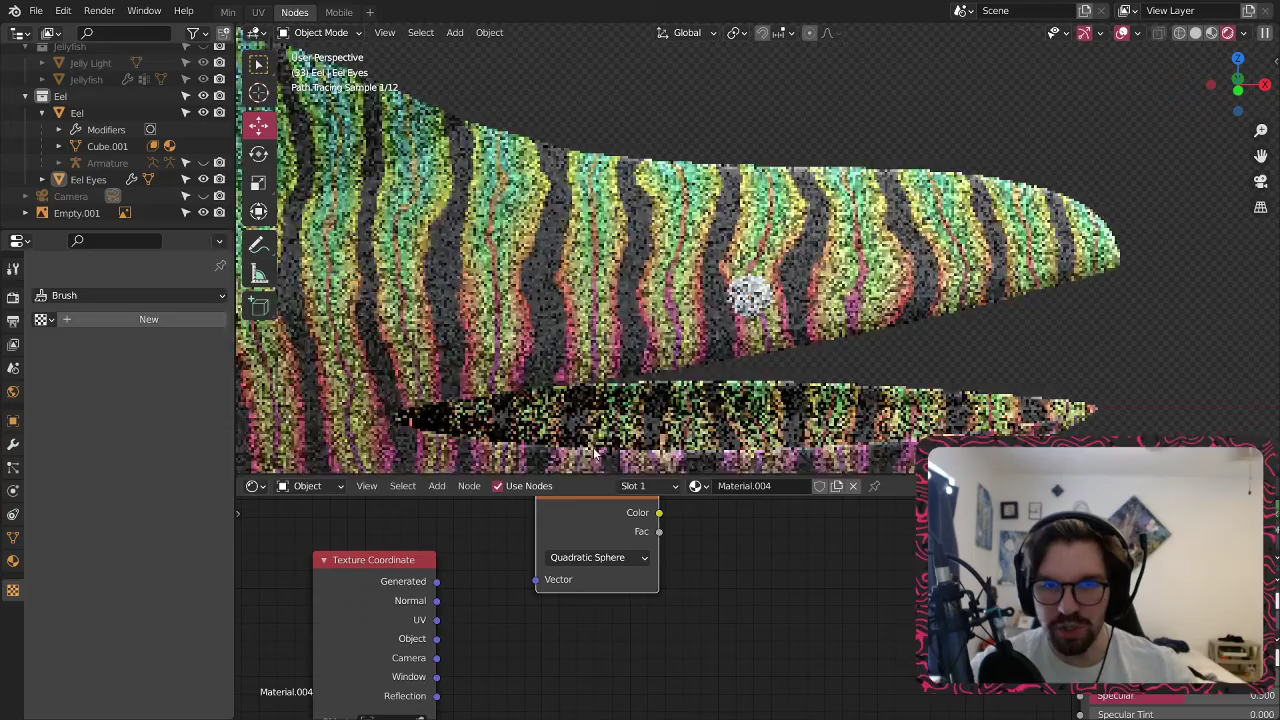 File Edit Render Window Help Min UV Nodes Mobile Scene View Layer
Object Mode View Select Add Object Global
Jellyfish
Jelly Light
Jellyfish
Eel
Eel
Modifiers
Cube.001
Armature
Eel Eyes
Camera
Empty.001
Brush
New
User Perspective
(33) Eel | Eel Eyes
Path Tracing Sample 1/12
Z
X
Object View Select Add Node Use Nodes Slot 1 Material.004
Color
Fac
Quadratic Sphere
Vector
Texture Coordinate
Generated
Normal
UV
Object
Camera
Window
Reflection
Material.004
Specular 0.500
Specular Tint 0.000